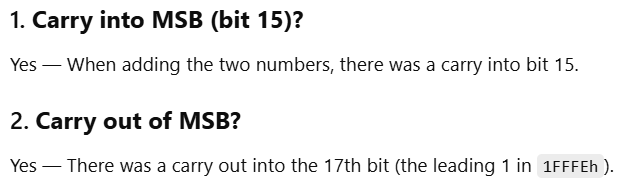 1. Carry into MSB (bit 15)?
Yes — When adding the two numbers, there was a carry into bit 15.
2. Carry out of MSB?
Yes — There was a carry out into the 17th bit (the leading 1 in 1FFFEh).